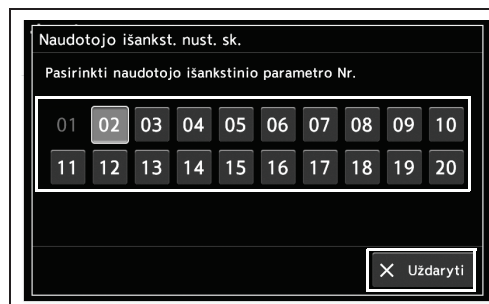 Naudotojo išankst. nust. sk.
Pasirinkti naudotojo išankstinio parametro Nr.
01 02 03 04 05 06 07 08 09 10
11 12 13 14 15 16 17 18 19 20
✕ Uždaryti